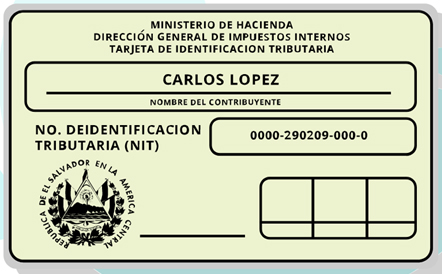 MINISTERIO DE HACIENDA
DIRECCIÓN GENERAL DE IMPUESTOS INTERNOS
TARJETA DE IDENTIFICACION TRIBUTARIA
CARLOS LOPEZ
NOMBRE DEL CONTRIBUYENTE
NO. DEIDENTIFICACION
TRIBUTARIA (NIT)
0000-290209-000-0
REPUBLICA DE EL SALVADOR EN LA AMERICA CENTRAL